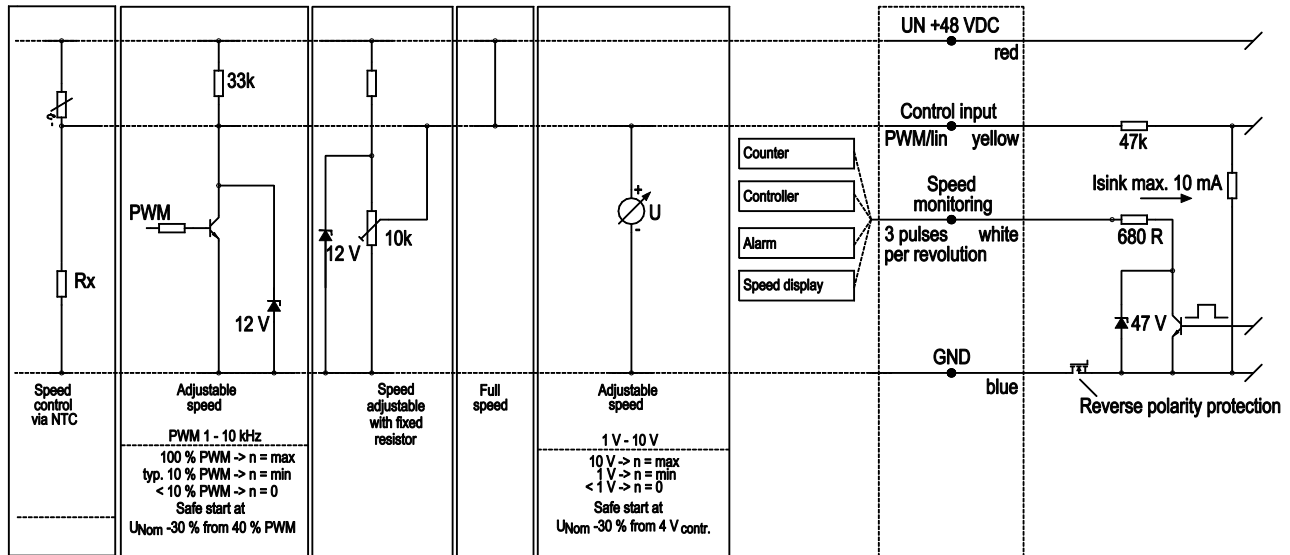 UN +48 VDC
red
33k
Control input
PWM/lin yellow
47k
Counter
Controller
Alarm
Speed display
Isink max. 10 mA
Speed
monitoring
3 pulses white
per revolution
680 R
PWM
U
+
-
10k
12 V
Rx
12 V
47 V
GND
blue
Reverse polarity protection
Speed
control
via NTC
Adjustable
speed
PWM 1 - 10 kHz
100 % PWM -> n = max
typ. 10 % PWM -> n = min
< 10 % PWM -> n = 0
Safe start at
UNom -30 % from 40 % PWM
Speed
adjustable
with fixed
resistor
Full
speed
Adjustable
speed
1 V - 10 V
10 V -> n = max
1 V -> n = min
< 1 V -> n = 0
Safe start at
UNom -30 % from 4 V contr.